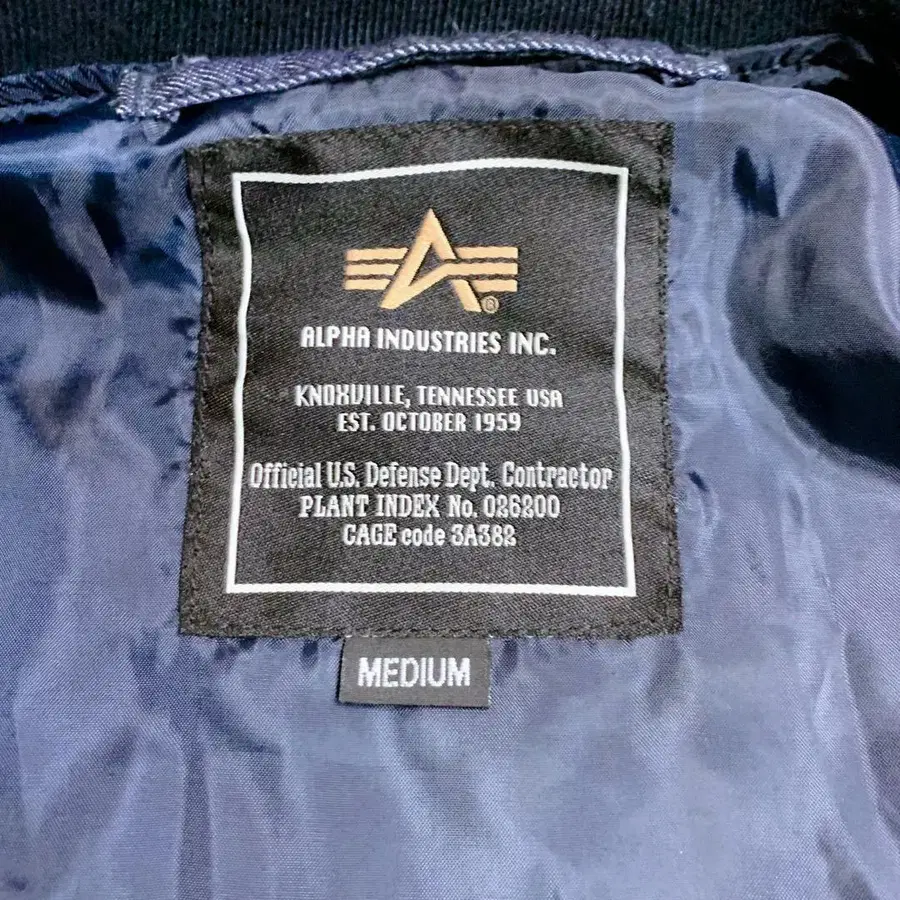 ®
ALPHA INDUSTRIES INC.
KNOXVILLE, TENNESSEE USA
EST. OCTOBER 1959
Official U.S. Defense Dept. Contractor
PLANT INDEX No. 026200
CAGE code 3A382
MEDIUM